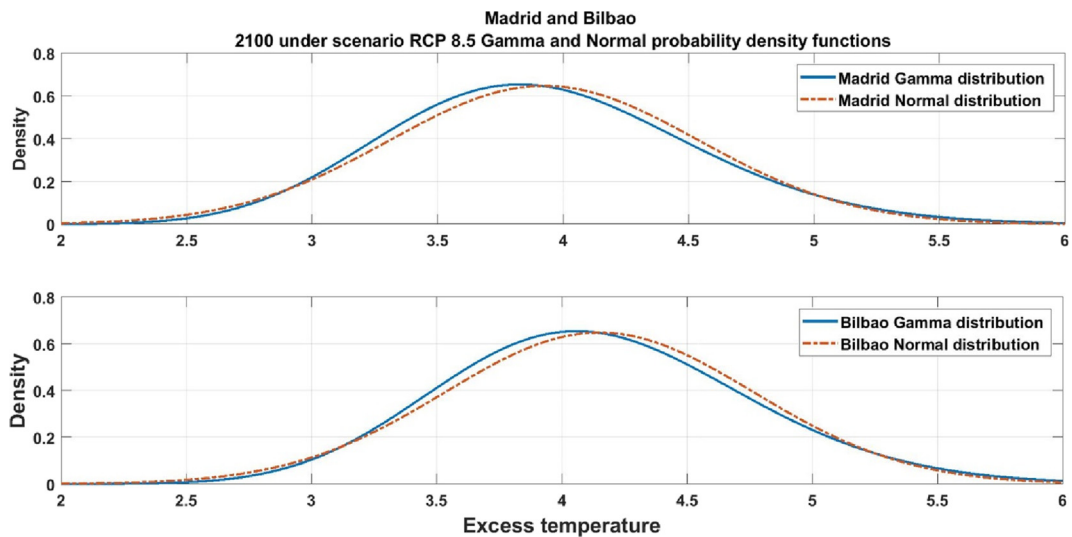 Madrid and Bilbao
2100 under scenario RCP 8.5 Gamma and Normal probability density functions
0.8
0.6
0.4
0.2
0
Density
Madrid Gamma distribution
Madrid Normal distribution
2 2.5 3 3.5 4 4.5 5 5.5 6
0.8
0.6
0.4
0.2
0
Density
Bilbao Gamma distribution
Bilbao Normal distribution
2 2.5 3 3.5 4 4.5 5 5.5 6
Excess temperature